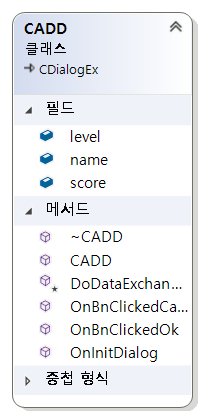 CADD
클래스
CDialogEx
필드
level
name
score
메서드
~CADD
CADD
DoDataExchan...
OnBnClickedCa...
OnBnClickedOk
OnInitDialog
중첩 형식